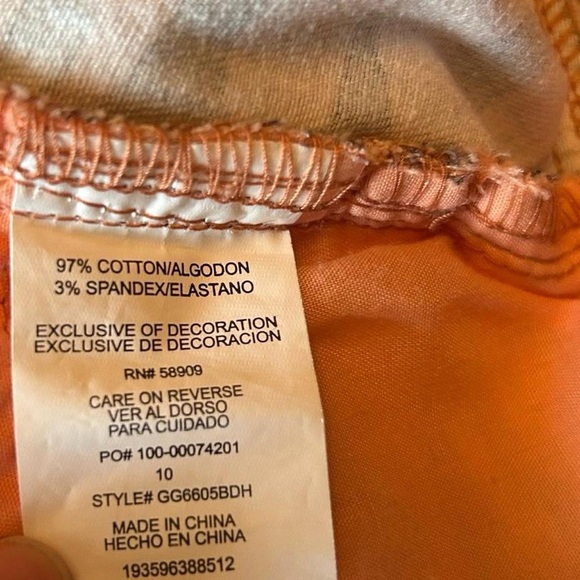 97% COTTON/ALGODON
3% SPANDEX/ELASTANO
EXCLUSIVE OF DECORATION
EXCLUSIVE DE DECORACION
RN# 58909
CARE ON REVERSE
VER AL DORSO
PARA CUIDADO
PO# 100-00074201
10
STYLE# GG6605BDH
MADE IN CHINA
HECHO EN CHINA
193596388512